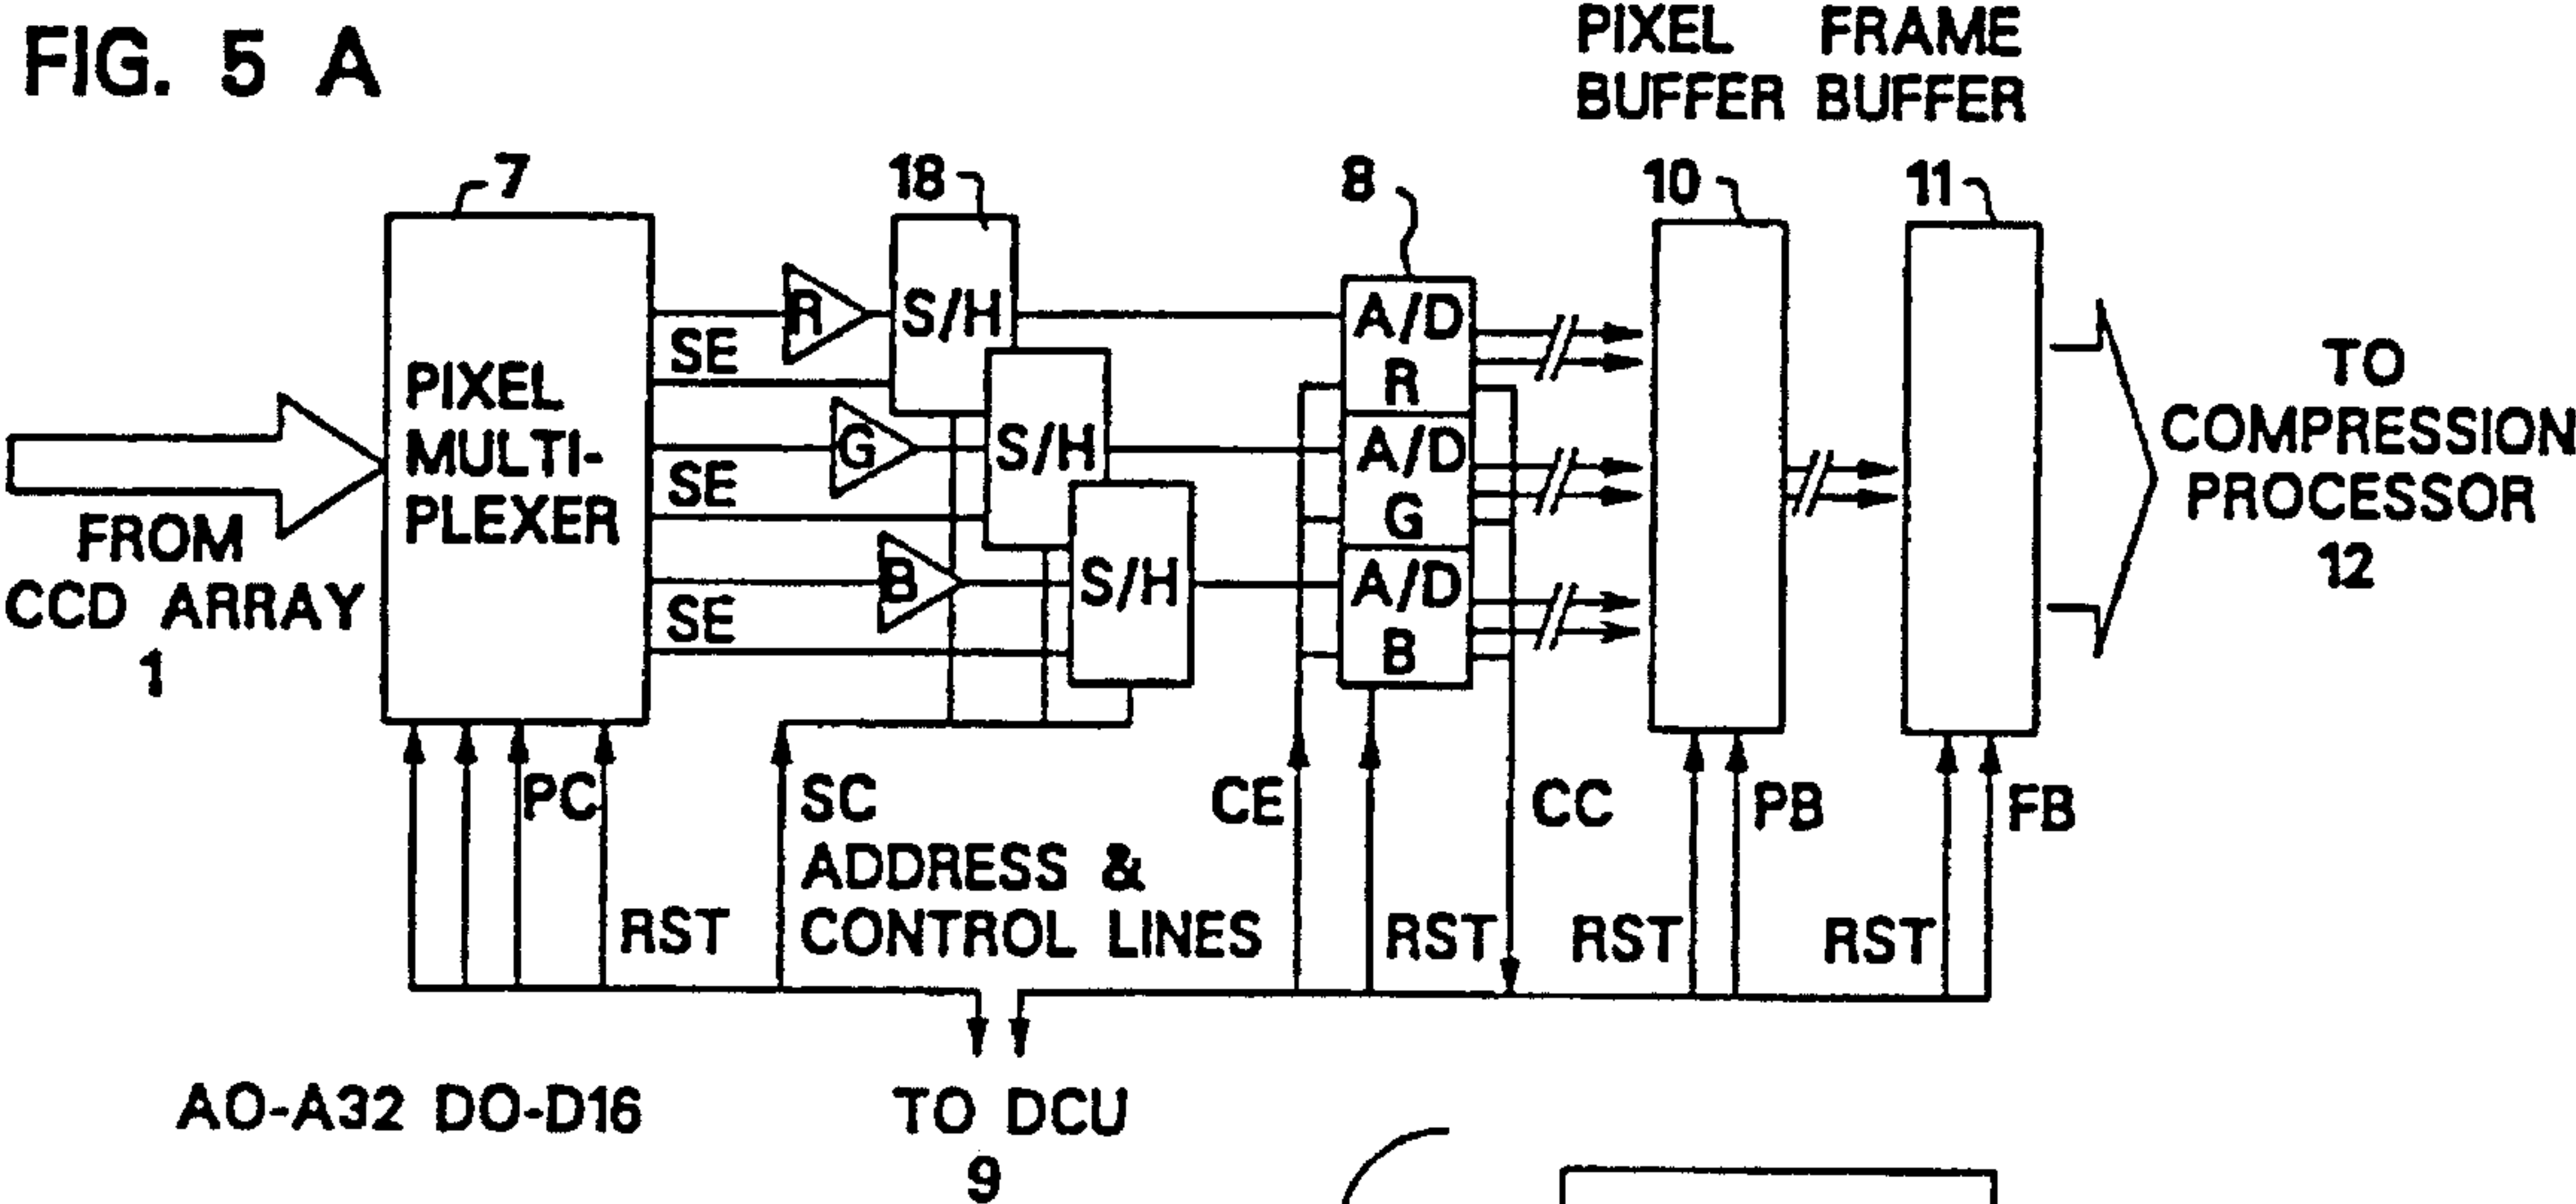 FIG. 5 A
PIXEL FRAME
BUFFER BUFFER
7
18
8
10
11
R
S/H
A/D
R
SE
PIXEL
MULTI-
PLEXER
G
S/H
A/D
G
SE
B
S/H
A/D
B
SE
FROM
CCD ARRAY
1
TO
COMPRESSION
PROCESSOR
12
PC
SC
CE
CC
PB
FB
ADDRESS &
CONTROL LINES
RST
RST
RST
RST
AO-A32 DO-D16
TO DCU
9